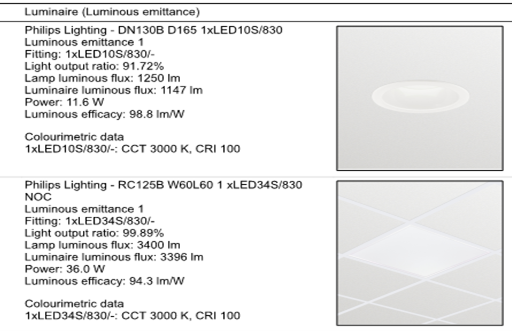 Luminaire (Luminous emittance)
Philips Lighting - DN130B D165 1xLED10S/830
Luminous emittance 1
Fitting: 1xLED10S/830/-
Light output ratio: 91.72%
Lamp luminous flux: 1250 lm
Luminaire luminous flux: 1147 lm
Power: 11.6 W
Luminous efficacy: 98.8 lm/W
Colourimetric data
1xLED10S/830/-: CCT 3000 K, CRI 100
Philips Lighting - RC125B W60L60 1 xLED34S/830
NOC
Luminous emittance 1
Fitting: 1xLED34S/830/-
Light output ratio: 99.89%
Lamp luminous flux: 3400 lm
Luminaire luminous flux: 3396 lm
Power: 36.0 W
Luminous efficacy: 94.3 lm/W
Colourimetric data
1xLED34S/830/-: CCT 3000 K, CRI 100